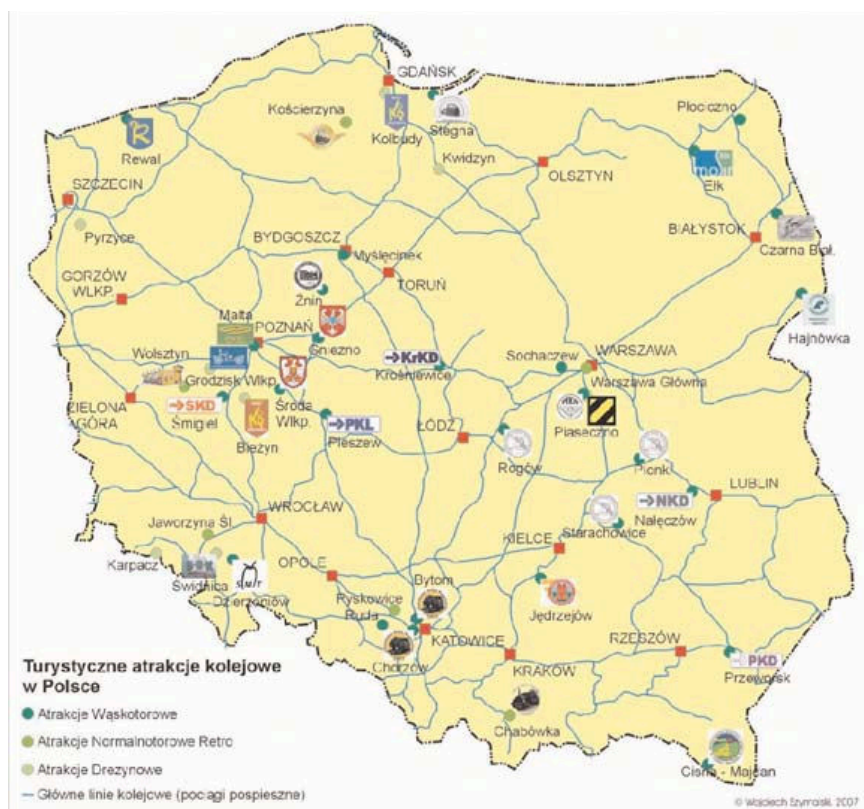 GDAŃSK
Kościerzyna
Kolbudy
Stegna
Płociczno
Rewal
Kwidzyn
OLSZTYN
Ełk
SZCZECIN
Pyrzyce
BYDGOSZCZ
Myślęcinek
BIAŁYSTOK
Czarna Biał.
GORZÓW
WLKP.
Żnin
TORUŃ
Hajnówka
Malta
POZNAŃ
Gniezno
KrKD
Krośniewice
Sochaczew
WARSZAWA
Warszawa Główna
Wolsztyn
Grodzisk Wlkp.
ZIELONA
GÓRA
SKD
Śmigiel
Bieżyn
Środa
Wlkp.
PKL
Pleszew
ŁÓDŹ
Rogów
Piaseczno
Pionki
LUBLIN
NKD
Nałęczów
WROCŁAW
Jaworzyna Śl.
Karpacz
Świdnica
Dzierżoniów
SMT
OPOLE
KIELCE
Starachowice
Bytom
Pyskowice
Ruda
Chorzów
KATOWICE
Jędrzejów
KRAKÓW
RZESZÓW
PKD
Przeworsk
Chabówka
Cisna - Majdan
Turystyczne atrakcje kolejowe
w Polsce
Atrakcje Wąskotorowe
Atrakcje Normalnotorowe Retro
Atrakcje Drezynowe
Główne linie kolejowe (pociągi pospieszne)
© Wojciech Szymalski, 2007